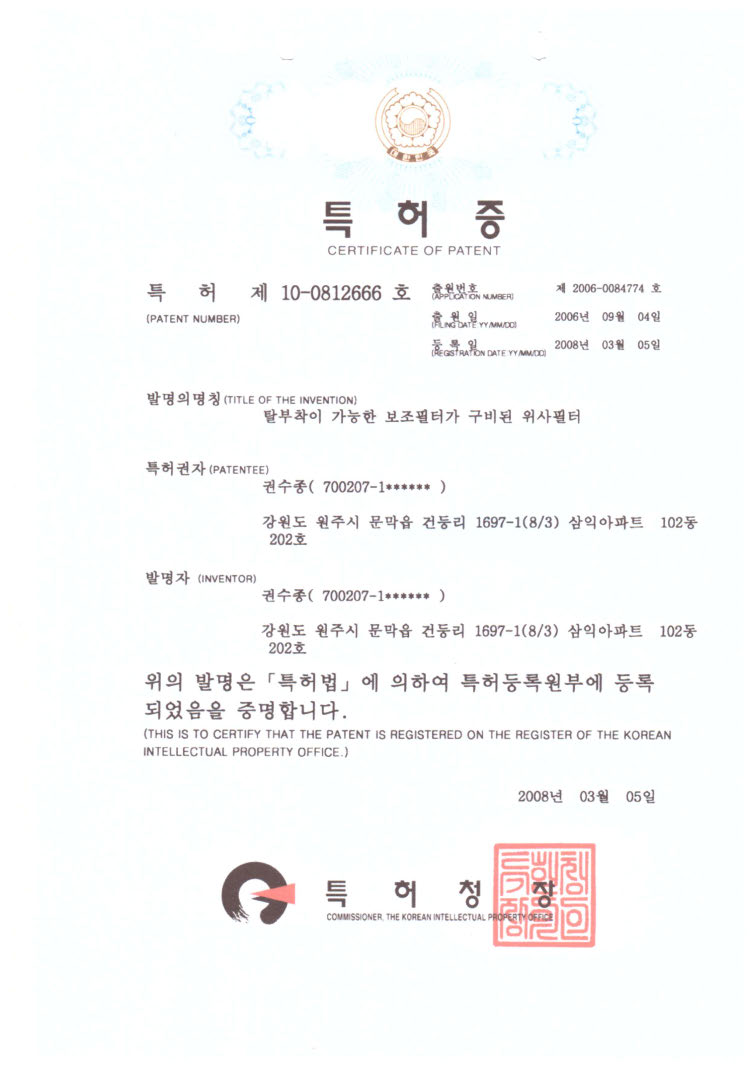 대한민국
특 허 증
CERTIFICATE OF PATENT
특 허 제 10-0812666 호
(PATENT NUMBER)
출원번호 제 2006-0084774 호
(APPLICATION NUMBER)
출 원 일 2006년 09월 04일
(FILING DATE YY/MM/DD)
등 록 일 2008년 03월 05일
(REGISTRATION DATE YY/MM/DD)
발명의명칭 (TITLE OF THE INVENTION)
탈부착이 가능한 보조필터가 구비된 위사필터
특허권자 (PATENTEE)
권수종( 700207-1****** )
강원도 원주시 문막읍 건등리 1697-1(8/3) 삼익아파트 102동
202호
발명자 (INVENTOR)
권수종( 700207-1****** )
강원도 원주시 문막읍 건등리 1697-1(8/3) 삼익아파트 102동
202호
위의 발명은「특허법」에 의하여 특허등록원부에 등록
되었음을 증명합니다.
(THIS IS TO CERTIFY THAT THE PATENT IS REGISTERED ON THE REGISTER OF THE KOREAN
INTELLECTUAL PROPERTY OFFICE.)
2008년 03월 05일
특 허 청 장
COMMISSIONER, THE KOREAN INTELLECTUAL PROPERTY OFFICE